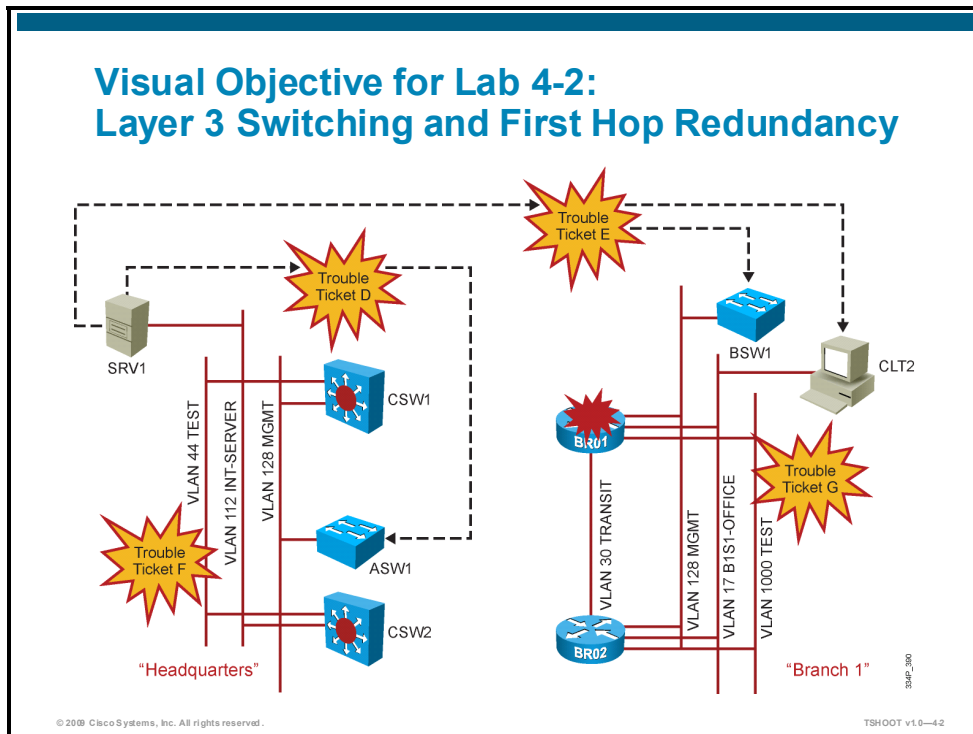 Visual Objective for Lab 4-2:
Layer 3 Switching and First Hop Redundancy
Trouble
Ticket E
Trouble
Ticket D
SRV1
BSW1
CLT2
CSW1
BR01
VLAN 44 TEST
VLAN 112 INT-SERVER
VLAN 128 MGMT
Trouble
Ticket G
Trouble
Ticket F
ASW1
VLAN 30 TRANSIT
VLAN 128 MGMT
VLAN 17 B1S1-OFFICE
VLAN 1000 TEST
CSW2
BR02
"Headquarters"
"Branch 1"
334P_390
© 2009 Cisco Systems, Inc. All rights reserved.
TSHOOT v1.0—4-2